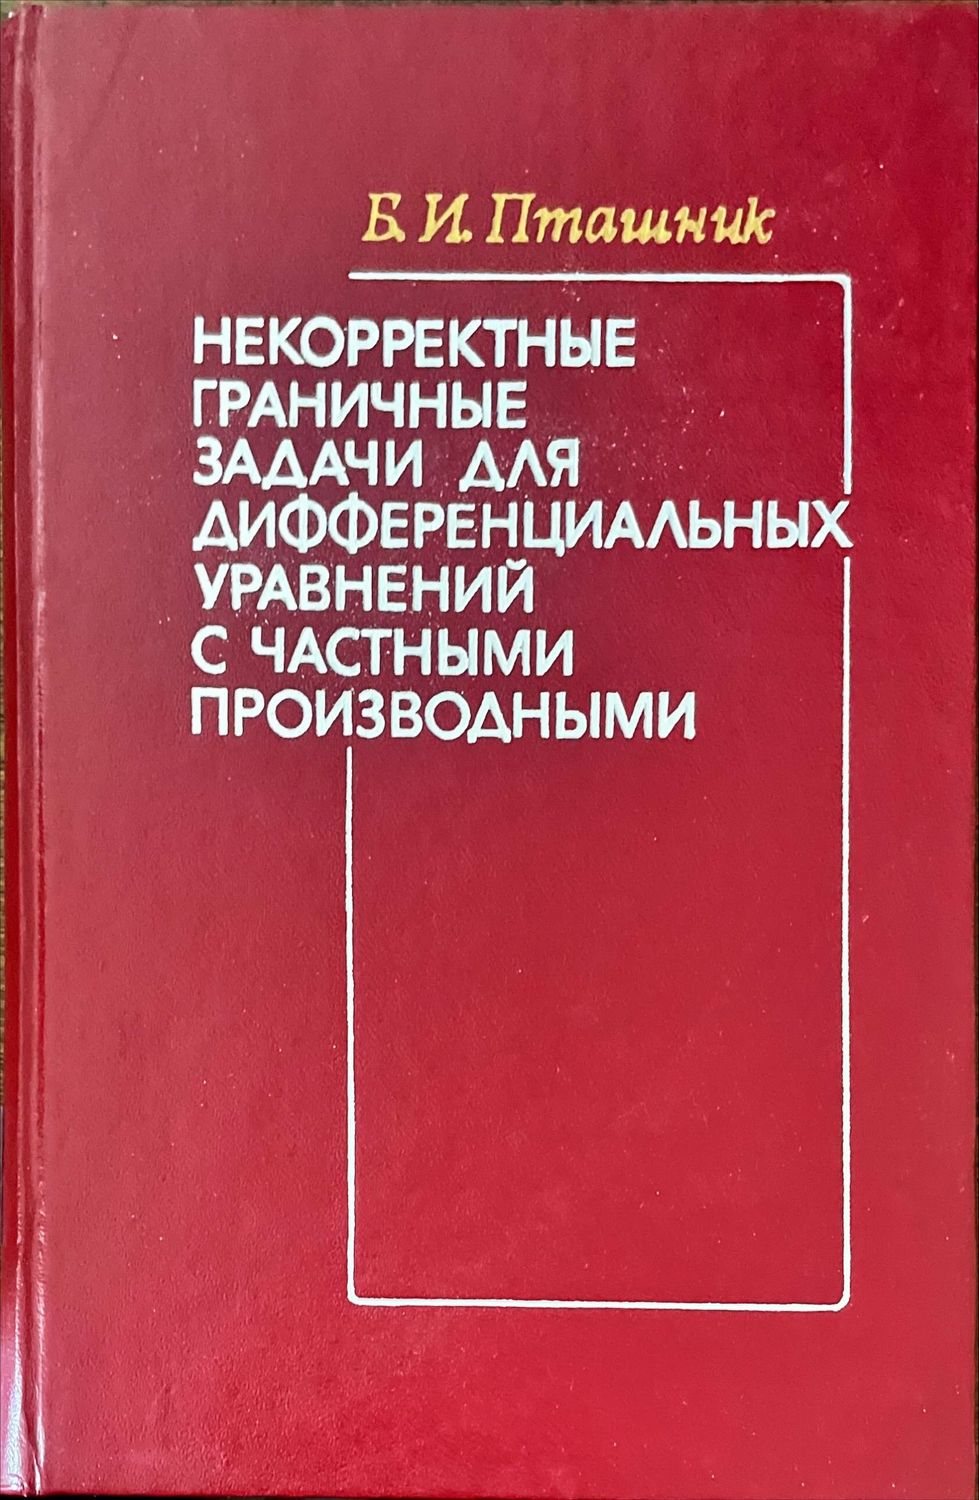 Б. И. Пташник
НЕКОРРЕКТНЫЕ
ГРАНИЧНЫЕ
ЗАДАЧИ ДЛЯ
ДИФФЕРЕНЦИАЛЬНЫХ
УРАВНЕНИЙ
С ЧАСТНЫМИ
ПРОИЗВОДНЫМИ